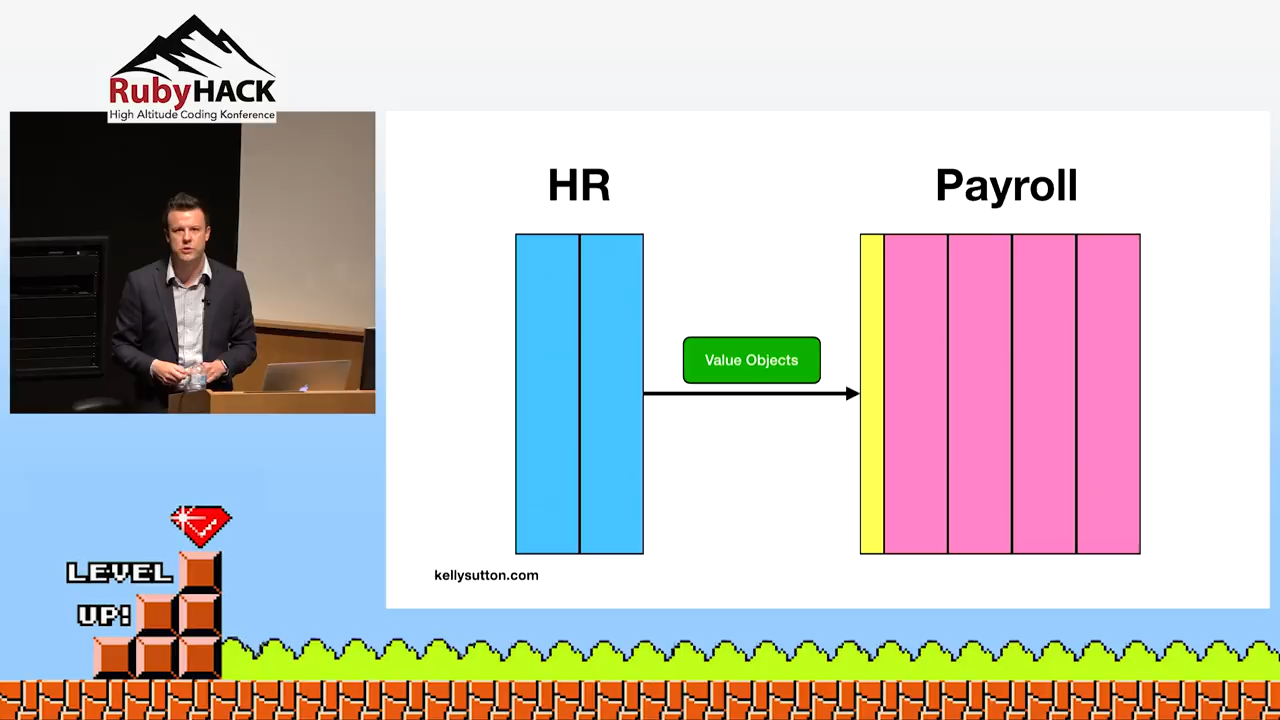 RubyHACK
High Altitude Coding Konference
HR
Payroll
Value Objects
kellysutton.com
LEVEL
UP!